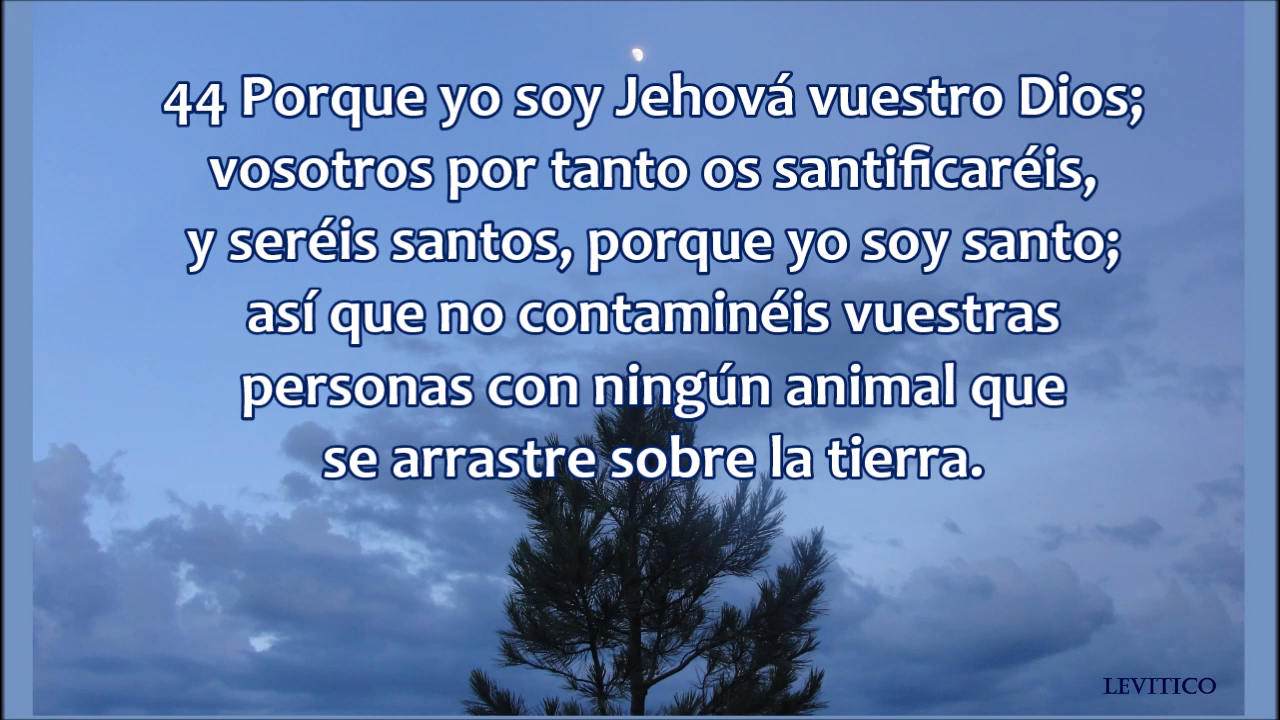 44 Porque yo soy Jehová vuestro Dios;
vosotros por tanto os santificaréis,
y seréis santos, porque yo soy santo;
así que no contaminéis vuestras
personas con ningún animal que
se arrastre sobre la tierra.
LEVITICO